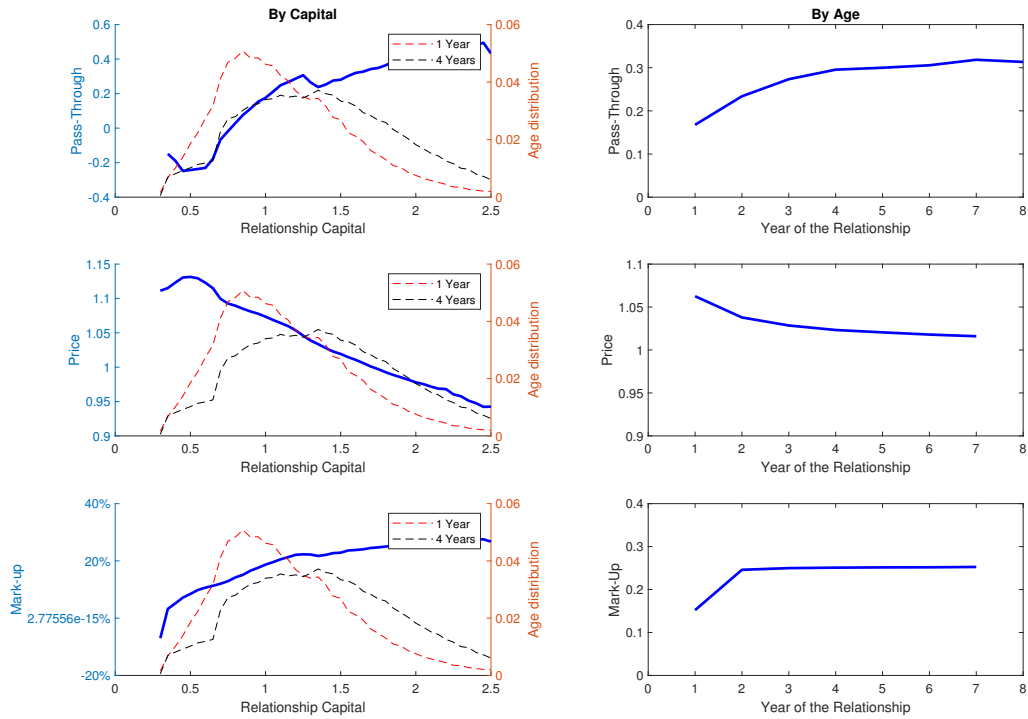 By Capital
0.6
0.4
0.2
0
-0.2
-0.4
Pass-Through
1 Year
4 Years
0.06
0.04
0.02
0
Age distribution
0 0.5 1 1.5 2 2.5
Relationship Capital
By Age
0.4
0.3
0.2
0.1
Pass-Through
0 1 2 3 4 5 6 7 8
Year of the Relationship
1.15
1.1
1.05
1
0.95
0.9
Price
1 Year
4 Years
0.06
0.04
0.02
0
Age distribution
0 0.5 1 1.5 2 2.5
Relationship Capital
1.1
1.05
1
0.95
0.9
Price
0 1 2 3 4 5 6 7 8
Year of the Relationship
40%
20%
2.77556e-15%
-20%
Mark-up
1 Year
4 Years
0.06
0.04
0.02
0
Age distribution
0 0.5 1 1.5 2 2.5
Relationship Capital
0.4
0.3
0.2
0.1
0
Mark-Up
0 1 2 3 4 5 6 7 8
Year of the Relationship